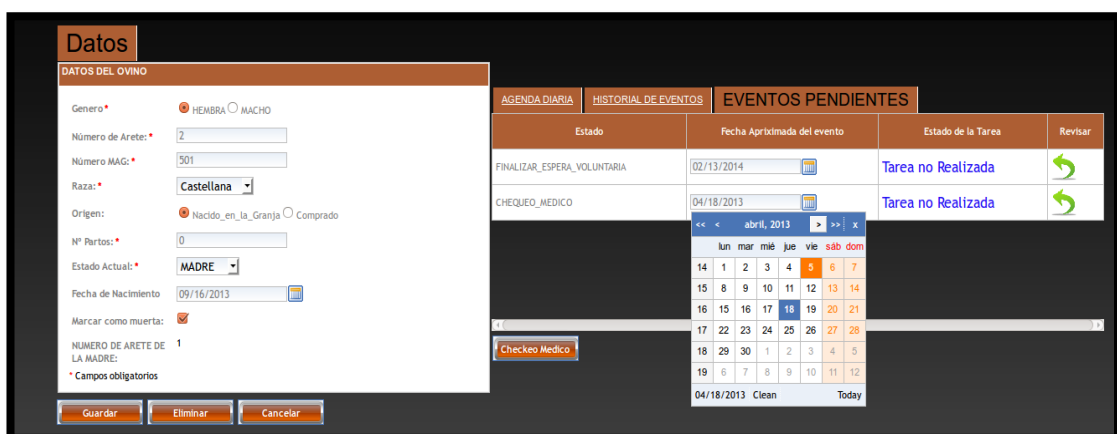 Datos
DATOS DEL OVINO
Genero* HEMBRA MACHO
Número de Arete: * 2
Número MAG: * 501
Raza: * Castellana
Origen: Nacido_en_la_Granja Comprado
Nº Partos: * 0
Estado Actual: * MADRE
Fecha de Nacimiento 09/16/2013
Marcar como muerta:
NUMERO DE ARETE DE 1
LA MADRE:
* Campos obligatorios
Guardar Eliminar Cancelar
AGENDA DIARIA HISTORIAL DE EVENTOS EVENTOS PENDIENTES
Estado Fecha Apriximada del evento Estado de la Tarea Revisar
FINALIZAR_ESPERA_VOLUNTARIA 02/13/2014 Tarea no Realizada
CHEQUEO_MEDICO 04/18/2013 Tarea no Realizada
<< < abril, 2013 > >> x
lun mar mié jue vie sáb dom
14 1 2 3 4 5 6 7
15 8 9 10 11 12 13 14
16 15 16 17 18 19 20 21
17 22 23 24 25 26 27 28
18 29 30 1 2 3 4 5
19 6 7 8 9 10 11 12
04/18/2013 Clean Today
Checkeo Medico